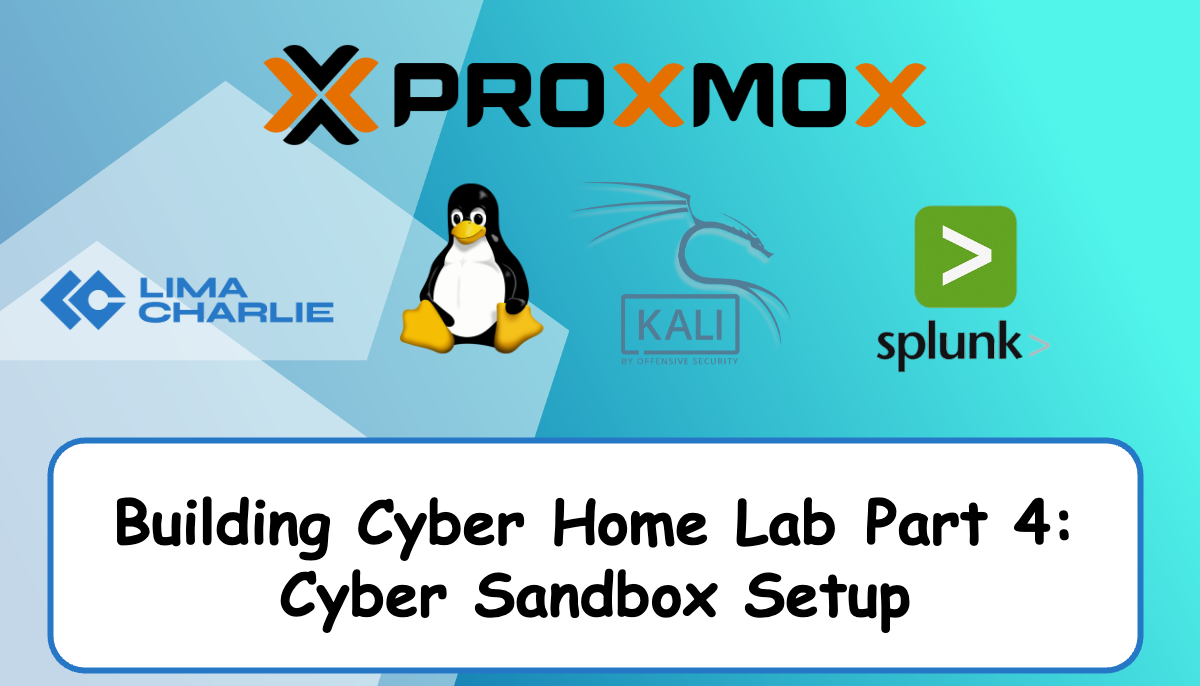 PROXMOX
LIMA
CHARLIE
KALI
BY OFFENSIVE SECURITY
splunk>
Building Cyber Home Lab Part 4:
Cyber Sandbox Setup